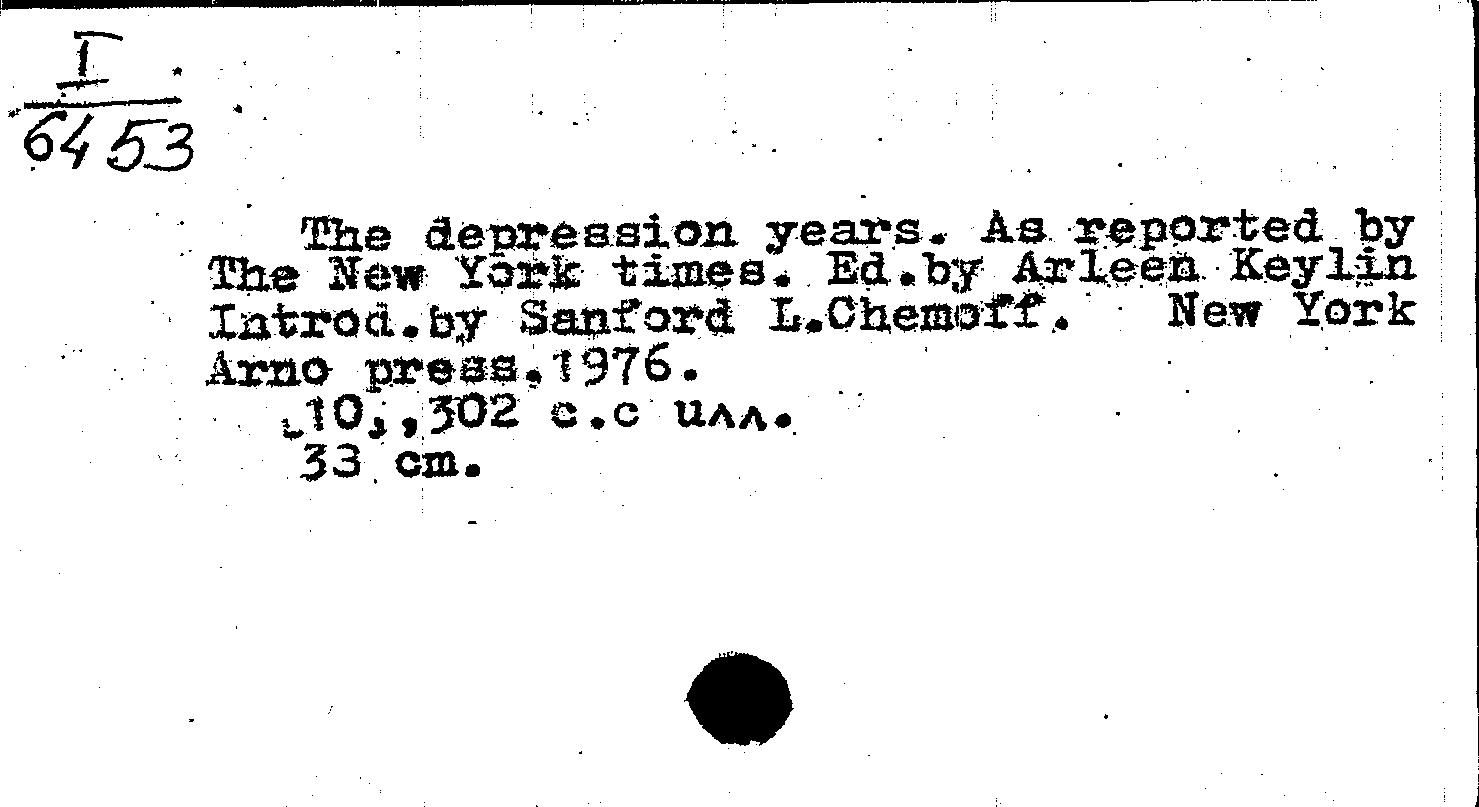 I
6453
The depression years. As reported by
The New York times. Ed.by Arleen Keylin
Introd.by Sanford L.Chemoff. New York
Arno press.1976.
10,,302 c.c uлл.
33 cm.